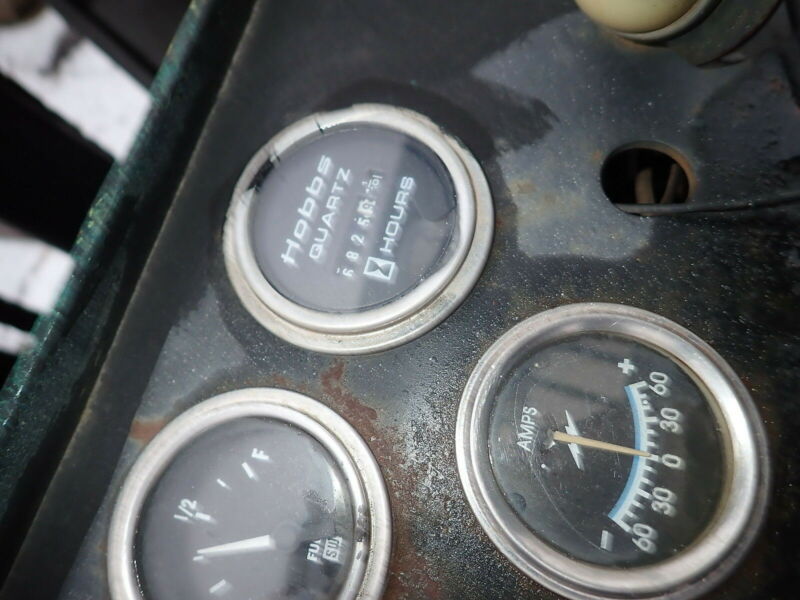 Hobbs
QUARTZ
HOURS
AMPS
+ 60 30 0 30 60 -
F
1/2